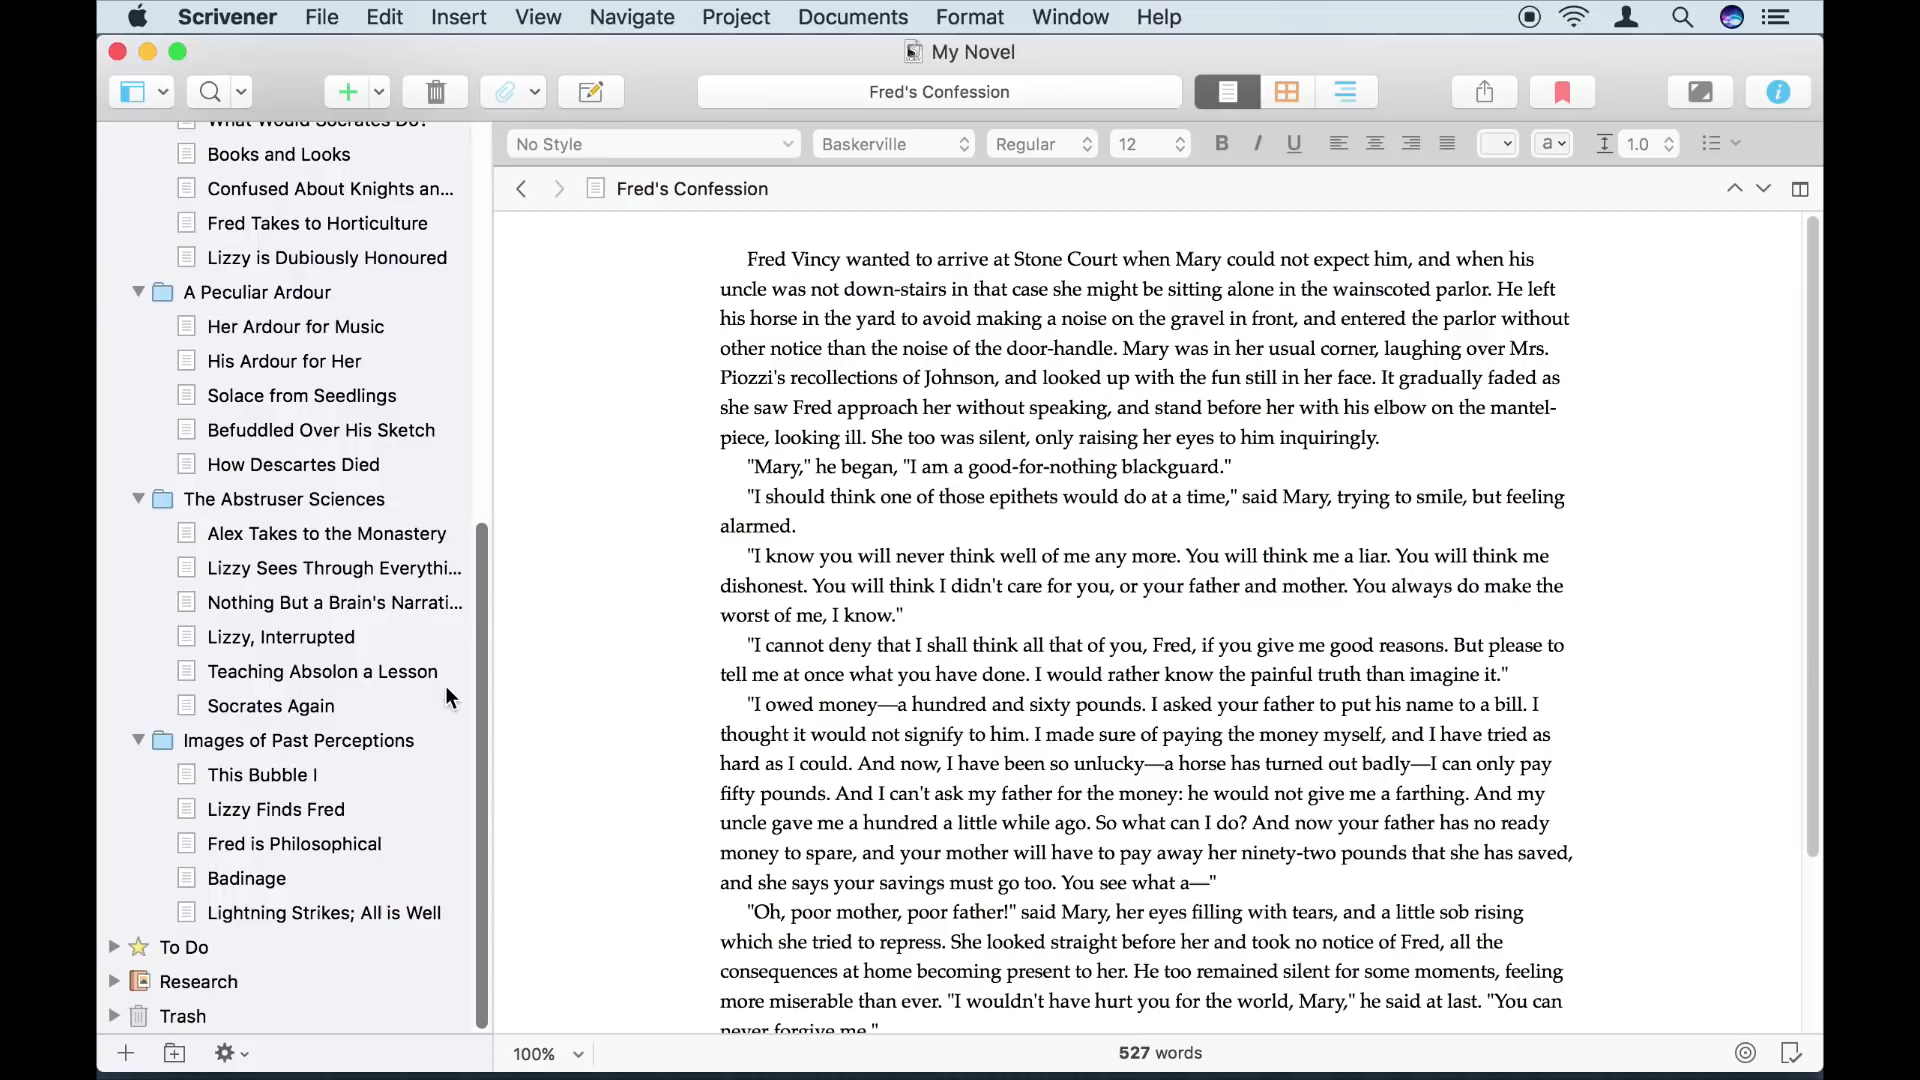 Scrivener File Edit Insert View Navigate Project Documents Format Window Help
My Novel
Fred's Confession
No Style Baskerville Regular 12 B I U a 1.0
Fred's Confession
What Would Socrates Do?
Books and Looks
Confused About Knights an...
Fred Takes to Horticulture
Lizzy is Dubiously Honoured
A Peculiar Ardour
Her Ardour for Music
His Ardour for Her
Solace from Seedlings
Befuddled Over His Sketch
How Descartes Died
The Abstruser Sciences
Alex Takes to the Monastery
Lizzy Sees Through Everythi...
Nothing But a Brain's Narrati...
Lizzy, Interrupted
Teaching Absolon a Lesson
Socrates Again
Images of Past Perceptions
This Bubble I
Lizzy Finds Fred
Fred is Philosophical
Badinage
Lightning Strikes; All is Well
To Do
Research
Trash
Fred Vincy wanted to arrive at Stone Court when Mary could not expect him, and when his
uncle was not down-stairs in that case she might be sitting alone in the wainscoted parlor. He left
his horse in the yard to avoid making a noise on the gravel in front, and entered the parlor without
other notice than the noise of the door-handle. Mary was in her usual corner, laughing over Mrs.
Piozzi's recollections of Johnson, and looked up with the fun still in her face. It gradually faded as
she saw Fred approach her without speaking, and stand before her with his elbow on the mantel-
piece, looking ill. She too was silent, only raising her eyes to him inquiringly.
"Mary," he began, "I am a good-for-nothing blackguard."
"I should think one of those epithets would do at a time," said Mary, trying to smile, but feeling
alarmed.
"I know you will never think well of me any more. You will think me a liar. You will think me
dishonest. You will think I didn't care for you, or your father and mother. You always do make the
worst of me, I know."
"I cannot deny that I shall think all that of you, Fred, if you give me good reasons. But please to
tell me at once what you have done. I would rather know the painful truth than imagine it."
"I owed money—a hundred and sixty pounds. I asked your father to put his name to a bill. I
thought it would not signify to him. I made sure of paying the money myself, and I have tried as
hard as I could. And now, I have been so unlucky—a horse has turned out badly—I can only pay
fifty pounds. And I can't ask my father for the money: he would not give me a farthing. And my
uncle gave me a hundred a little while ago. So what can I do? And now your father has no ready
money to spare, and your mother will have to pay away her ninety-two pounds that she has saved,
and she says your savings must go too. You see what a—"
"Oh, poor mother, poor father!" said Mary, her eyes filling with tears, and a little sob rising
which she tried to repress. She looked straight before her and took no notice of Fred, all the
consequences at home becoming present to her. He too remained silent for some moments, feeling
more miserable than ever. "I wouldn't have hurt you for the world, Mary," he said at last. "You can
never forgive me."
100% 527 words